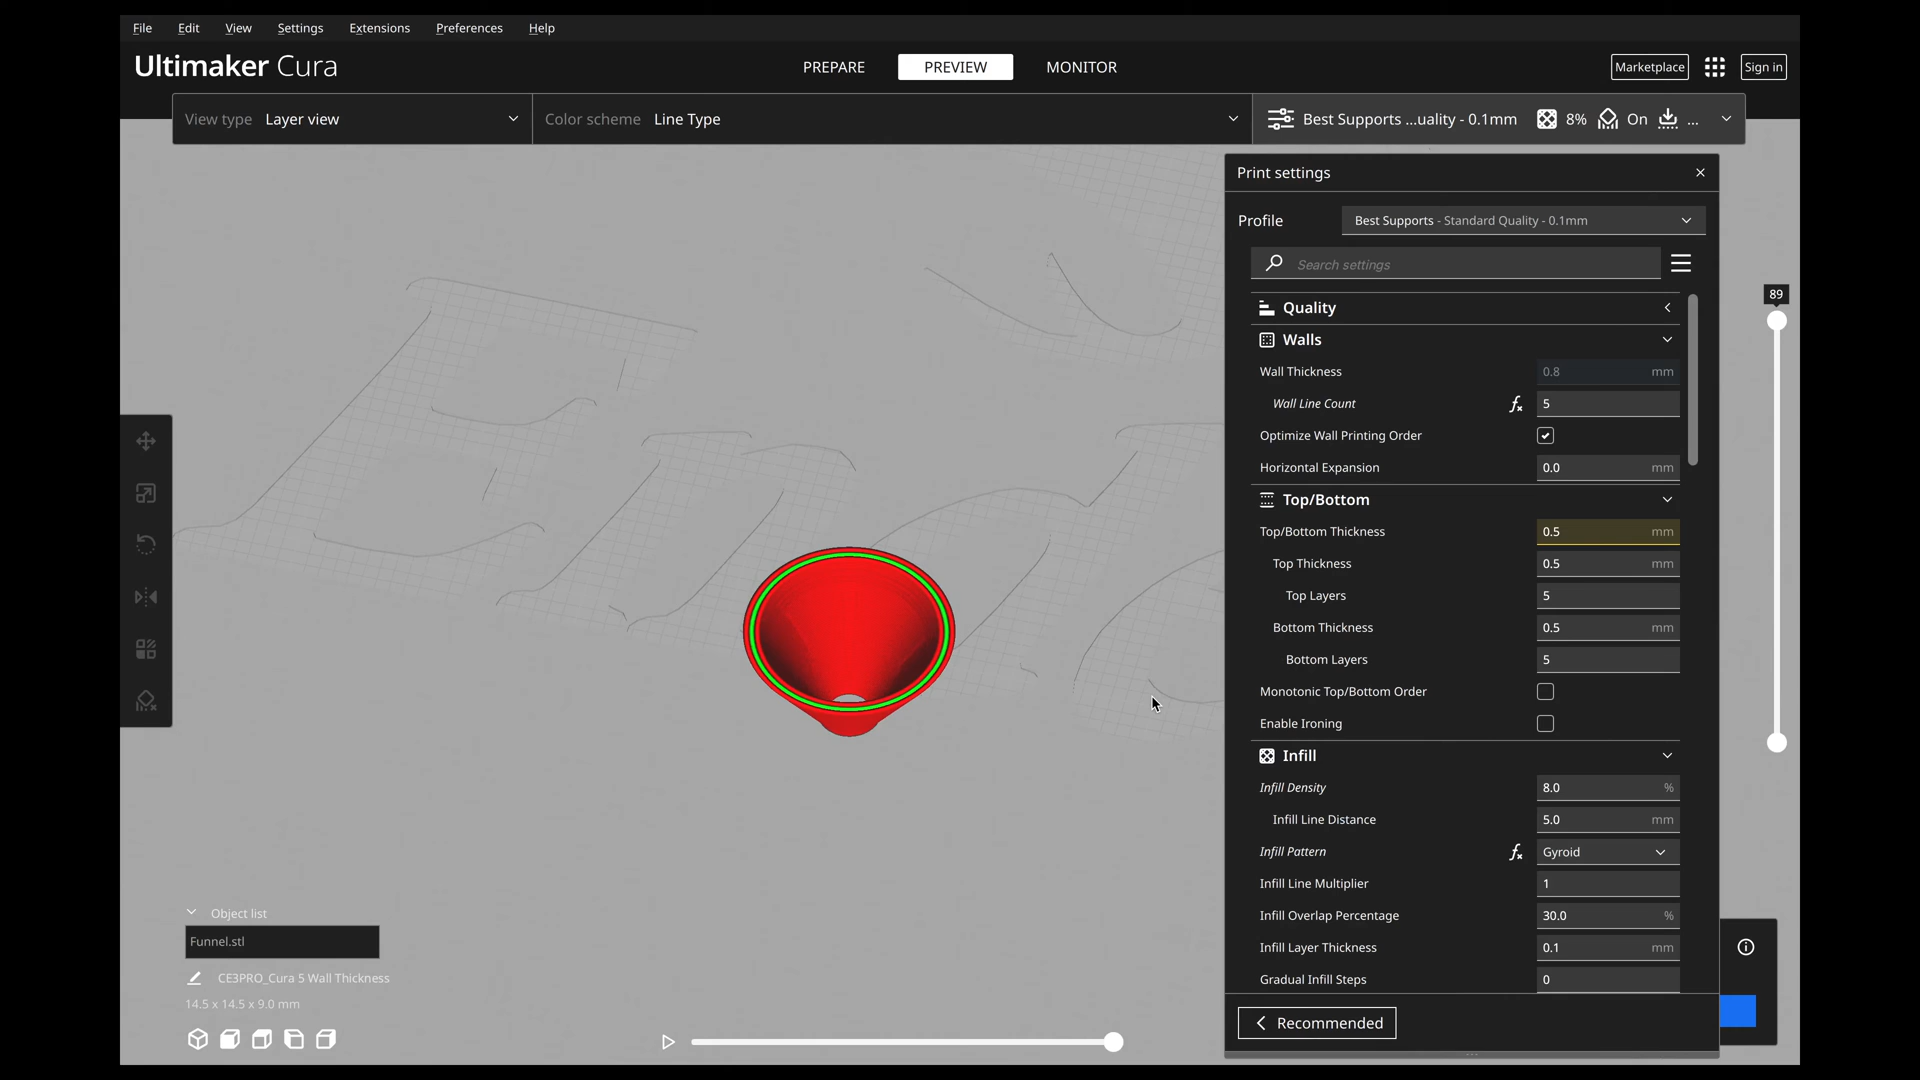 File Edit View Settings Extensions Preferences Help
Ultimaker Cura
PREPARE PREVIEW MONITOR
Marketplace Sign in
View type Layer view
Color scheme Line Type
Best Supports ...uality - 0.1mm 8% On ...
Print settings
Profile Best Supports - Standard Quality - 0.1mm
Search settings
Quality
Walls
Wall Thickness 0.8 mm
Wall Line Count 5
Optimize Wall Printing Order
Horizontal Expansion 0.0 mm
Top/Bottom
Top/Bottom Thickness 0.5 mm
Top Thickness 0.5 mm
Top Layers 5
Bottom Thickness 0.5 mm
Bottom Layers 5
Monotonic Top/Bottom Order
Enable Ironing
Infill
Infill Density 8.0 %
Infill Line Distance 5.0 mm
Infill Pattern Gyroid
Infill Line Multiplier 1
Infill Overlap Percentage 30.0 %
Infill Layer Thickness 0.1 mm
Gradual Infill Steps 0
Recommended
89
Object list
Funnel.stl
CE3PRO_Cura 5 Wall Thickness
14.5 x 14.5 x 9.0 mm